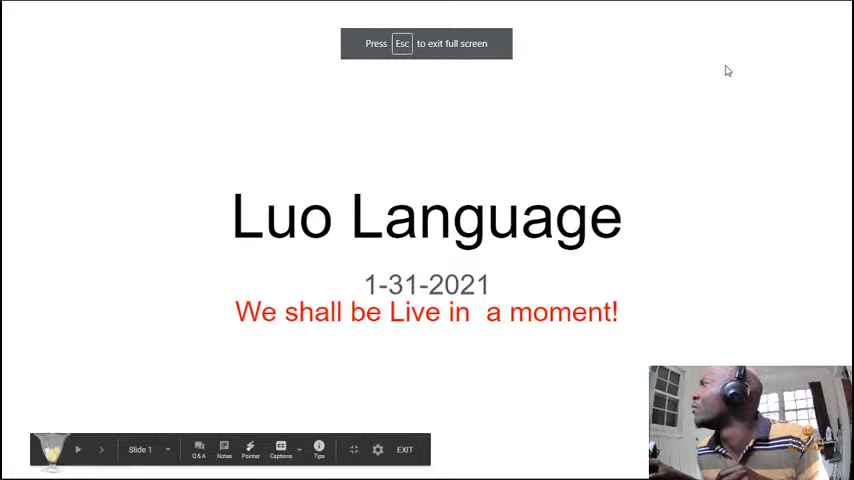 Press Esc to exit full screen
Luo Language
1-31-2021
We shall be Live in a moment!
Slide 1
Q & A
Notes
Pointer
Captions
Tips
EXIT